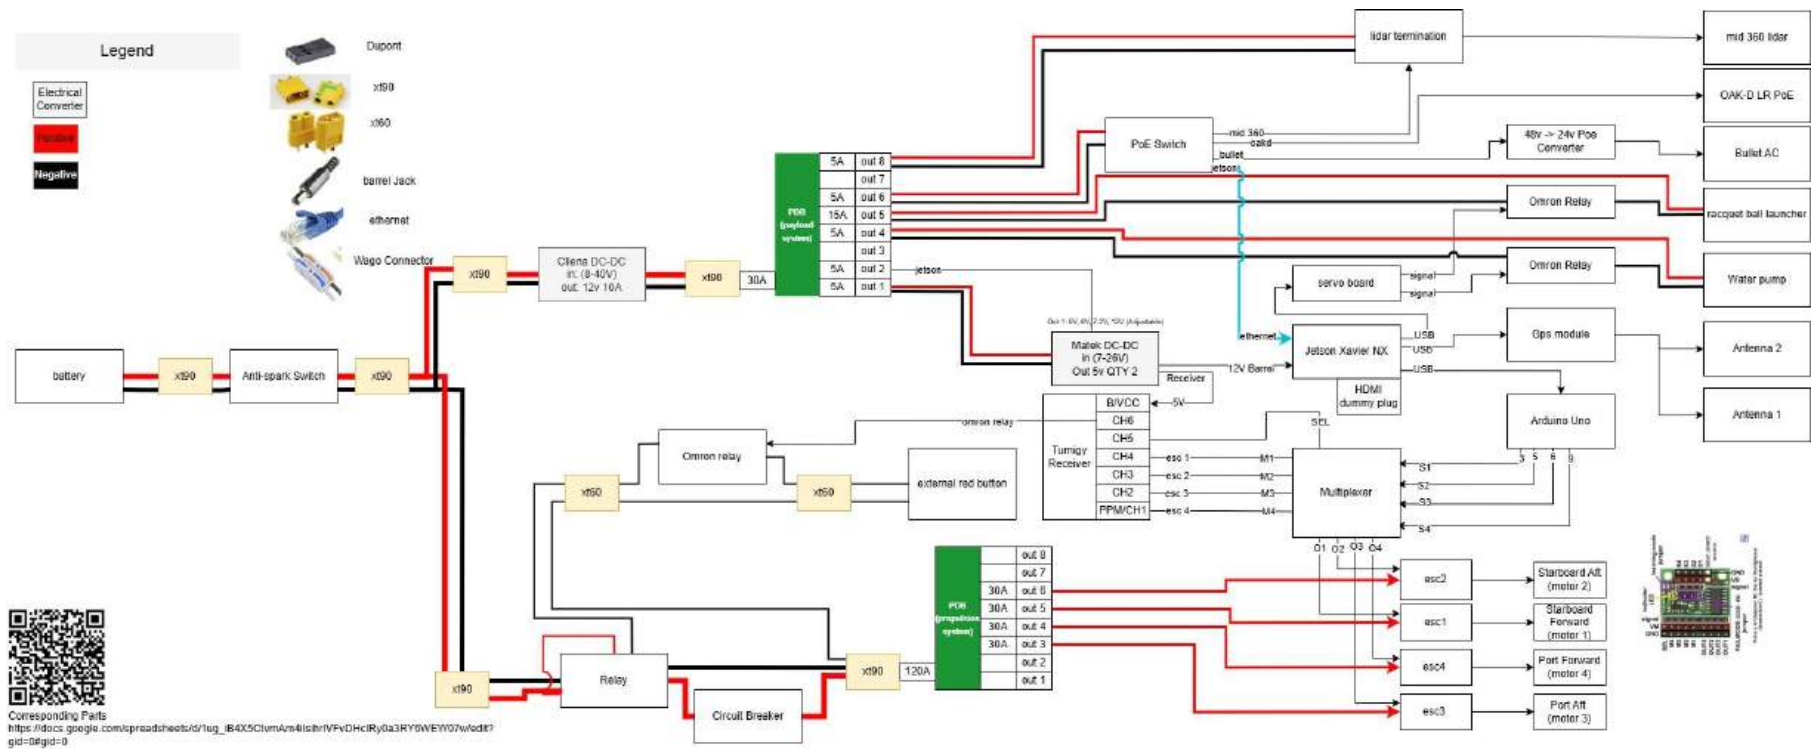 Legend
Electrical
Converter
Positive
Negative
Dupont
xt90
xt60
barrel Jack
ethernet
Wago Connector
battery
xt90
Anti-spark Switch
xt90
xt90
DC-DC
in: (8-40V)
out: 12v 10A
xt90
30A
PDB
(payload
system)
5A out 8
out 7
5A out 6
15A out 5
5A out 4
out 3
5A out 2
5A out 1
jetson
lidar termination
mid 360 lidar
PoE Switch
mid 360
oakd
bullet
jetson
OAK-D LR PoE
48v -> 24v Poe
Converter
Bullet AC
Omron Relay
racquet ball launcher
Omron Relay
Water pump
servo board
signal
signal
Matek DC-DC
in (7-26V)
Out 5v QTY 2
Receiver
5V
12V Barrel
ethernet
Jetson Xavier NX
HDMI
dummy plug
USB
USB
USB
Gps module
Antenna 2
Antenna 1
Arduino Uno
3 5 6 9
Turnigy
Receiver
B/VCC
CH6
CH5
CH4
CH3
CH2
PPM/CH1
omron relay
SEL
esc 1 M1
esc 2 M2
esc 3 M3
esc 4 M4
Multiplexer
S1
S2
S3
S4
O1 O2 O3 O4
Omron relay
xt60
xt60
external red button
xt90
Relay
Circuit Breaker
xt90
120A
PDB
(propulsion
system)
out 8
out 7
30A out 6
30A out 5
30A out 4
30A out 3
out 2
out 1
esc2
Starboard Aft
(motor 2)
esc1
Starboard
Forward
(motor 1)
esc4
Port Forward
(motor 4)
esc3
Port Aft
(motor 3)
Corresponding Parts
gid=0#gid=0